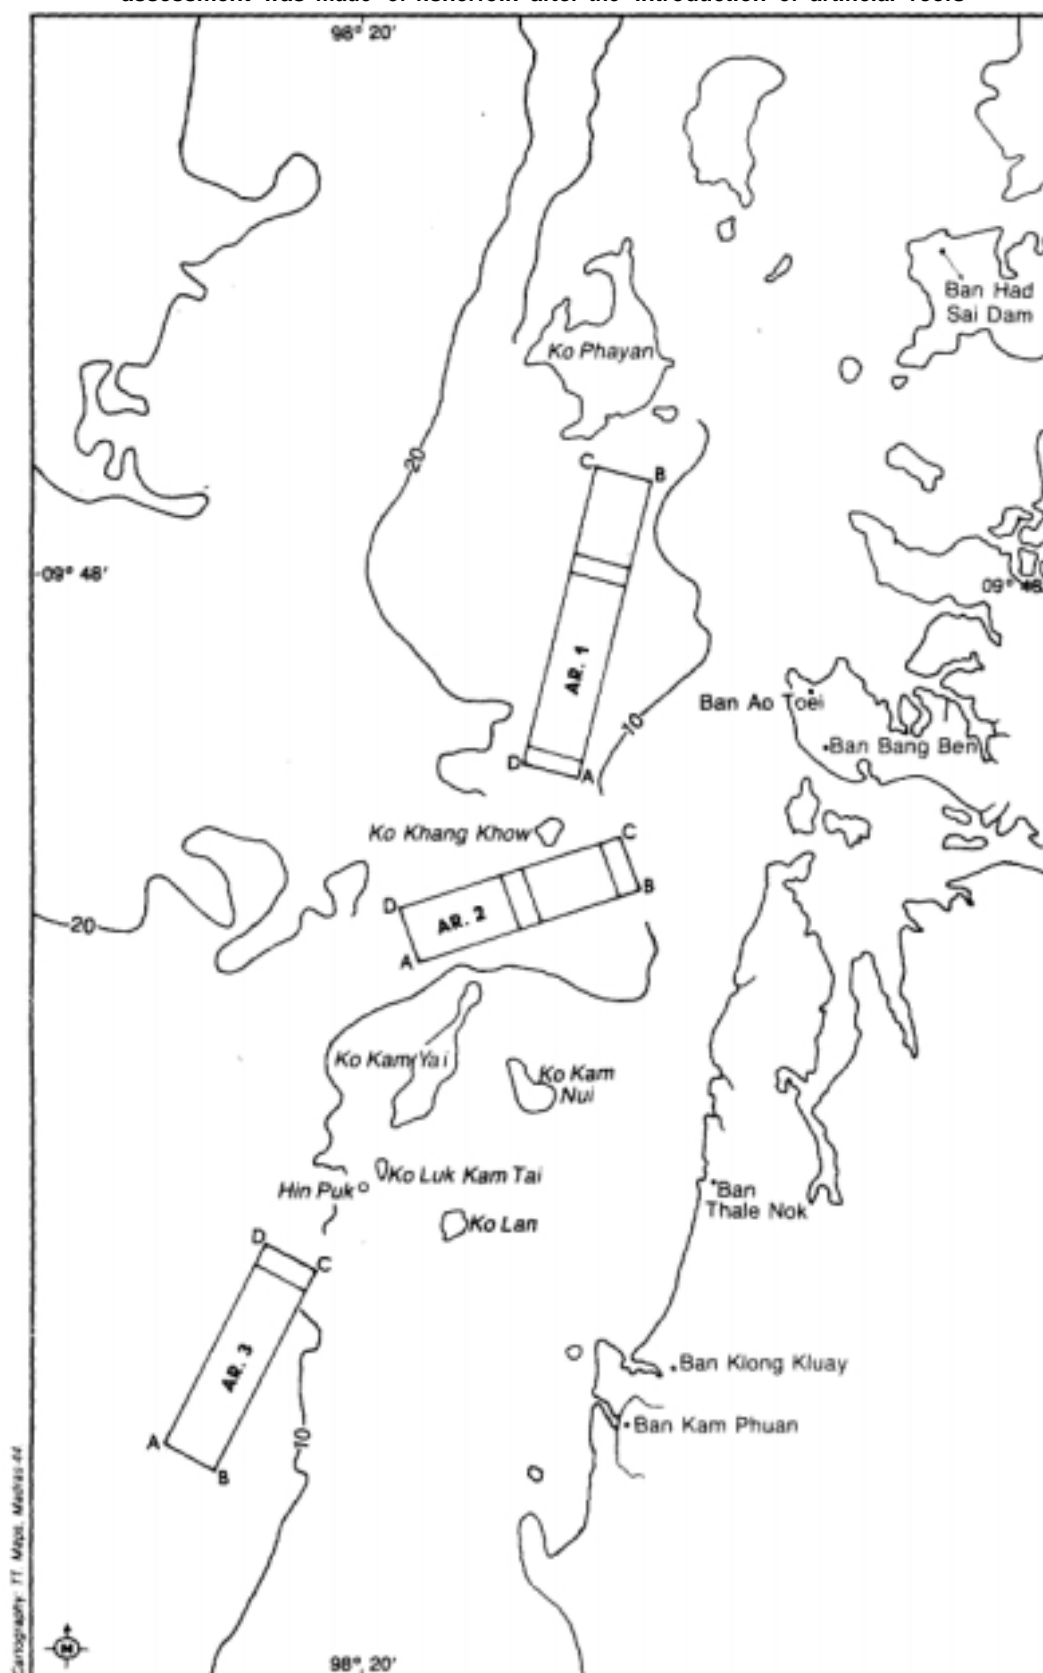 assessment was made of fisherfolk after the introduction of artificial reefs
98° 20'
Ban Had
Sai Dam
Ko Phayan
20
C
B
09° 48'
09° 48
AR. 1
Ban Ao Toei
10
Ban Bang Ben
D
A
Ko Khang Khow
C
B
D
20
AR. 2
A
Ko Kam Yai
Ko Kam
Nui
Ko Luk Kam Tai
Hin Puk
Ban
Thale Nok
Ko Lan
D
C
AR. 3
Ban Klong Kluay
Ban Kam Phuan
10
A
B
Cartography: TT. Maps, Madras-44
N
98°, 20'